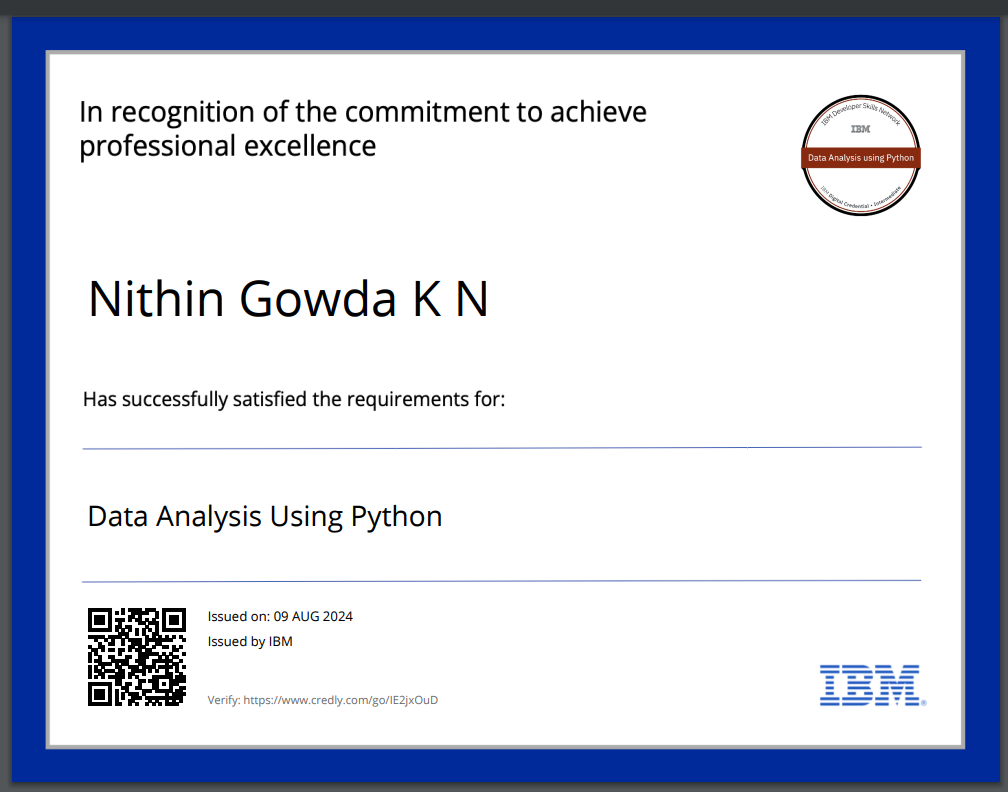 In recognition of the commitment to achieve
professional excellence
IBM Developer Skills Network
IBM
Data Analysis using Python
IBM Digital Credential • Intermediate
Nithin Gowda K N
Has successfully satisfied the requirements for:
Data Analysis Using Python
Issued on: 09 AUG 2024
Issued by IBM
Verify: https://www.credly.com/go/IE2jxOuD
IBM®